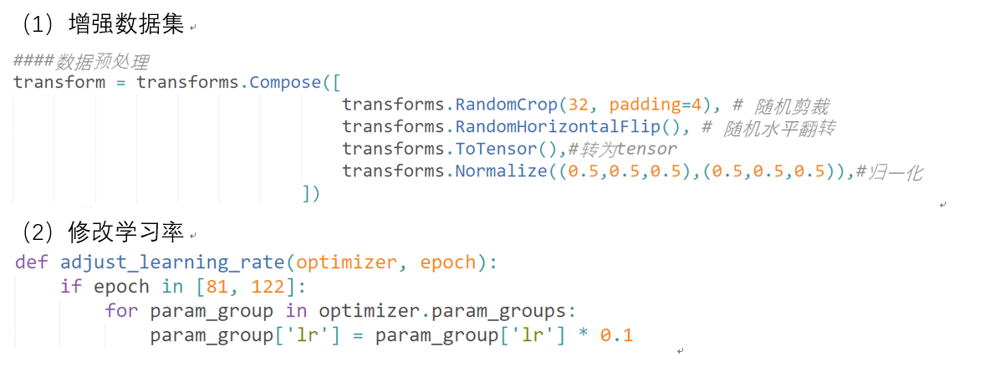 （1）增强数据集
####数据预处理
transform = transforms.Compose([
transforms.RandomCrop(32, padding=4), # 随机剪裁
transforms.RandomHorizontalFlip(), # 随机水平翻转
transforms.ToTensor(),#转为tensor
transforms.Normalize((0.5,0.5,0.5),(0.5,0.5,0.5)),#归一化
])
（2）修改学习率
def adjust_learning_rate(optimizer, epoch):
if epoch in [81, 122]:
for param_group in optimizer.param_groups:
param_group['lr'] = param_group['lr'] * 0.1